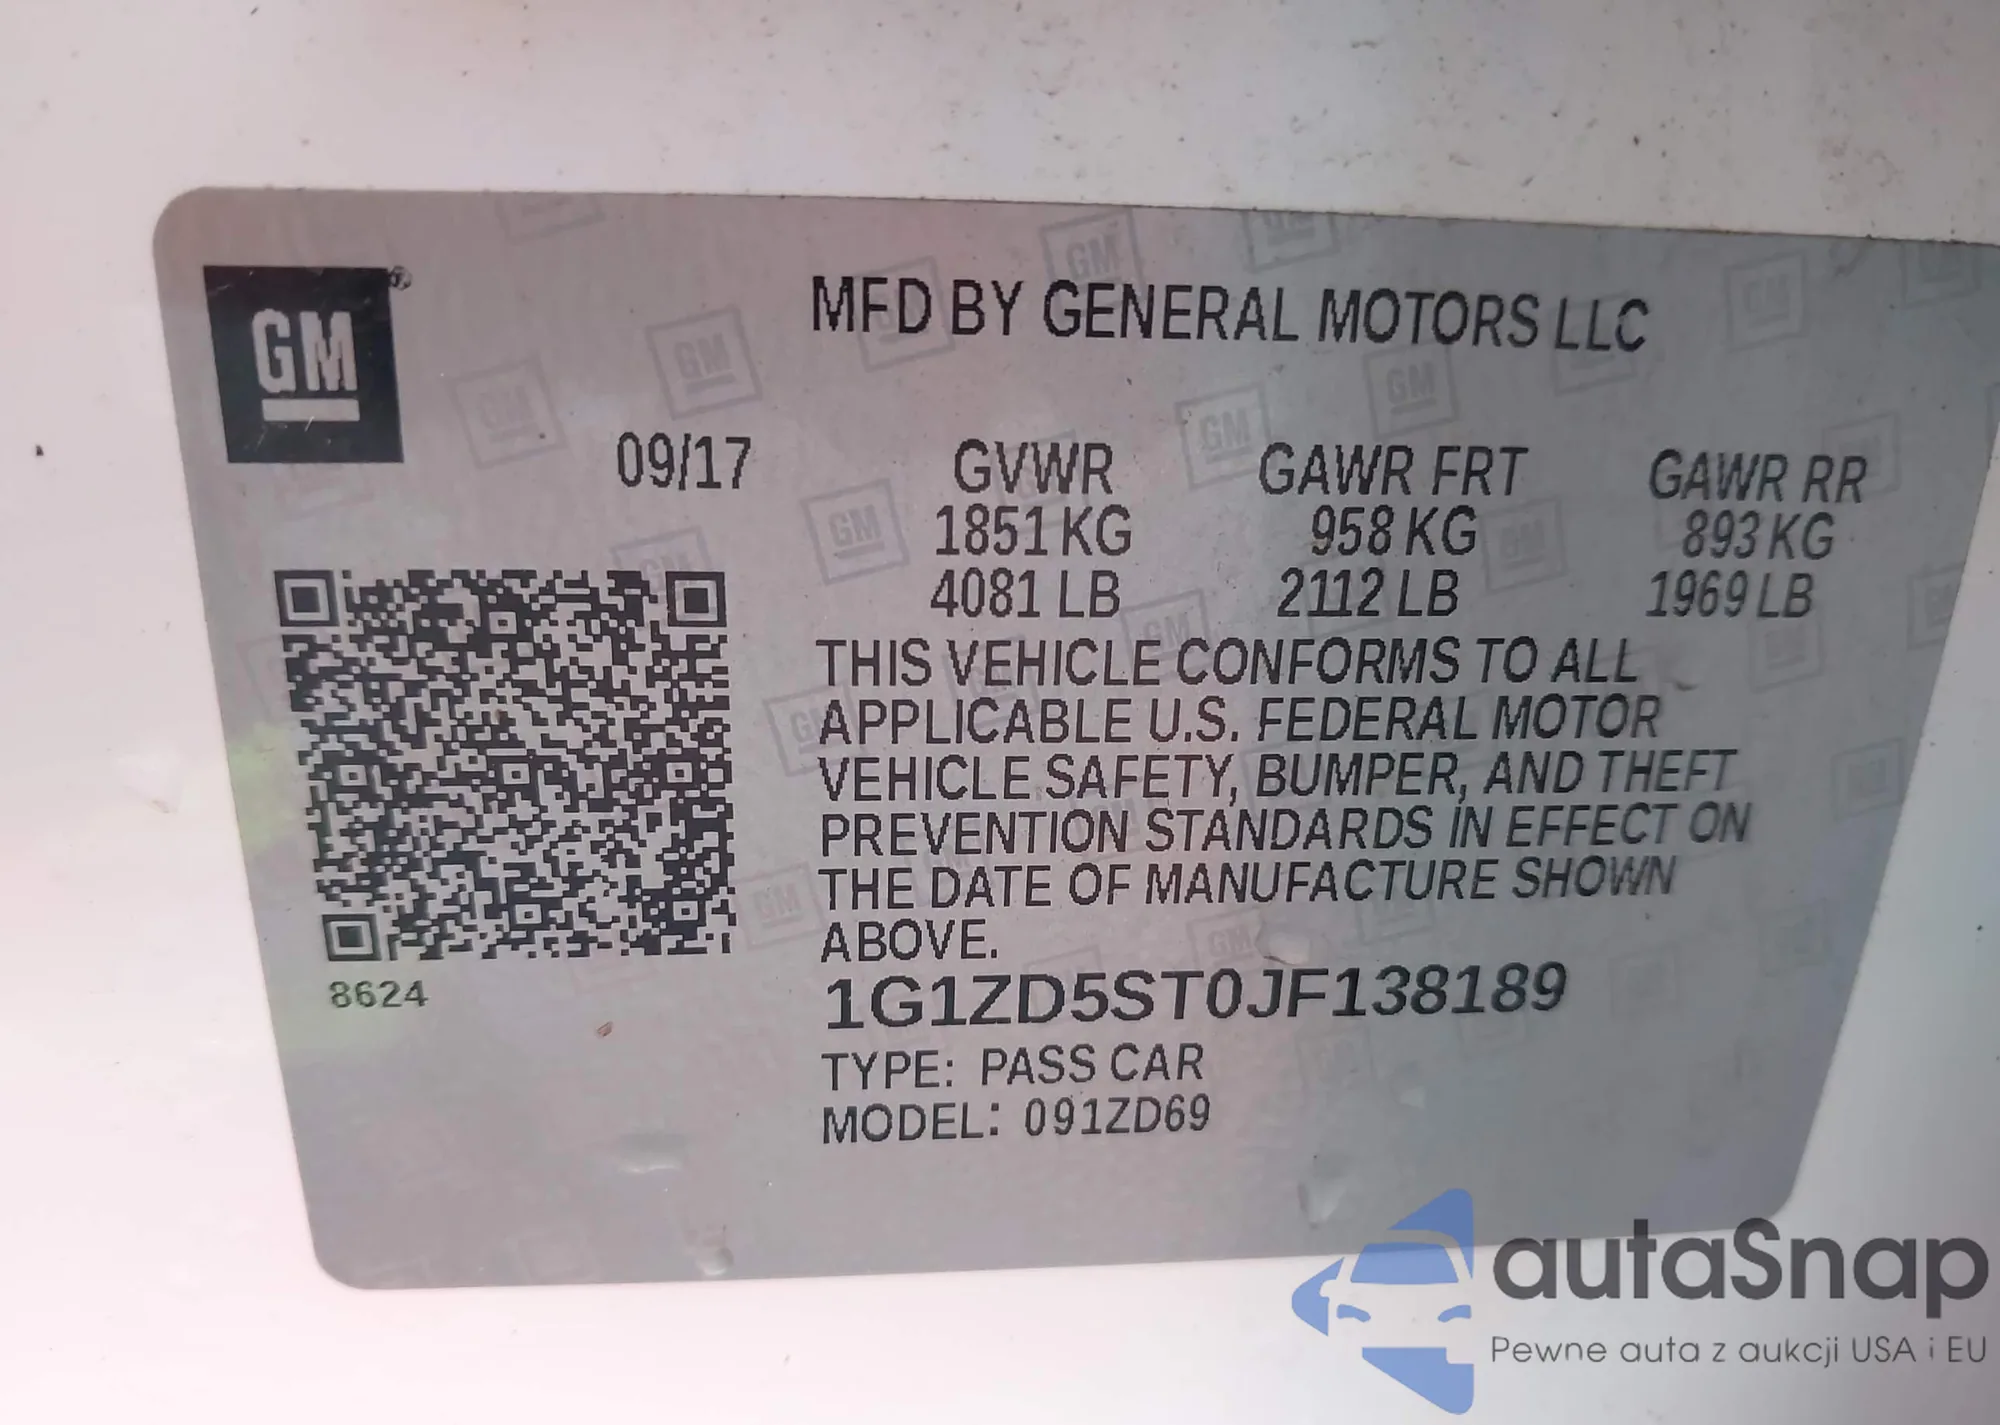 GM
MFD BY GENERAL MOTORS LLC
09/17
GVWR GAWR FRT GAWR RR
1851 KG 958 KG 893 KG
4081 LB 2112 LB 1969 LB
THIS VEHICLE CONFORMS TO ALL
APPLICABLE U.S. FEDERAL MOTOR
VEHICLE SAFETY, BUMPER, AND THEFT
PREVENTION STANDARDS IN EFFECT ON
THE DATE OF MANUFACTURE SHOWN
ABOVE.
8624
1G1ZD5ST0JF138189
TYPE: PASS CAR
MODEL: 091ZD69
autaSnap
Pewne auta z aukcji USA i EU